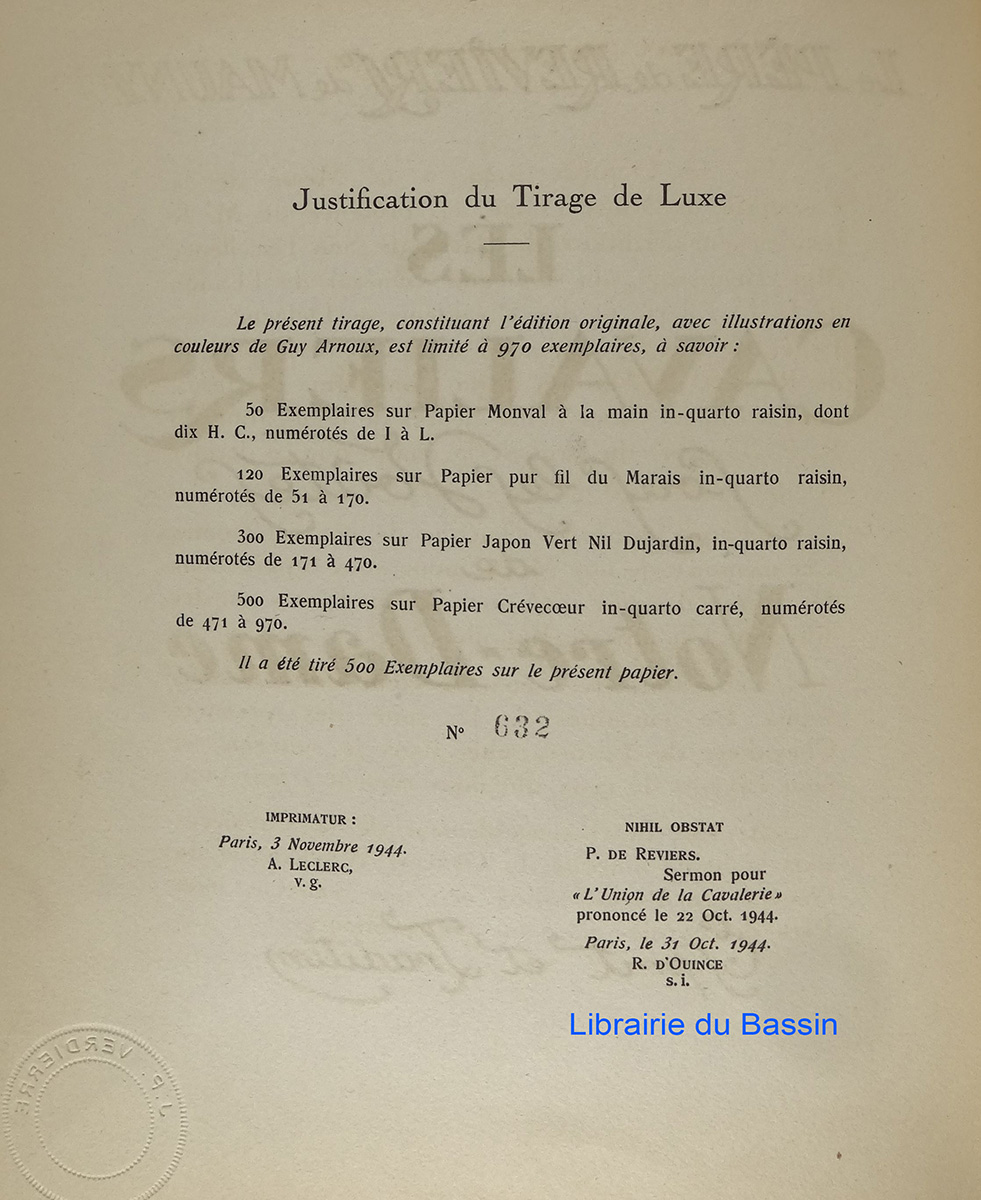 Justification du Tirage de Luxe
Le présent tirage, constituant l'édition originale, avec illustrations en
couleurs de Guy Arnoux, est limité à 970 exemplaires, à savoir :
50 Exemplaires sur Papier Monval à la main in-quarto raisin, dont
dix H. C., numérotés de I à L.
120 Exemplaires sur Papier pur fil du Marais in-quarto raisin,
numérotés de 51 à 170.
300 Exemplaires sur Papier Japon Vert Nil Dujardin, in-quarto raisin,
numérotés de 171 à 470.
500 Exemplaires sur Papier Crévecœur in-quarto carré, numérotés
de 471 à 970.
Il a été tiré 500 Exemplaires sur le présent papier.
Nº 632
IMPRIMATUR :
Paris, 3 Novembre 1944.
A. LECLERC,
v. g.
NIHIL OBSTAT
P. DE REVIERS.
Sermon pour
« L'Union de la Cavalerie »
prononcé le 22 Oct. 1944.
Paris, le 31 Oct. 1944.
R. D'OUINCE
s. i.
Librairie du Bassin
P. J. VERDIERRE